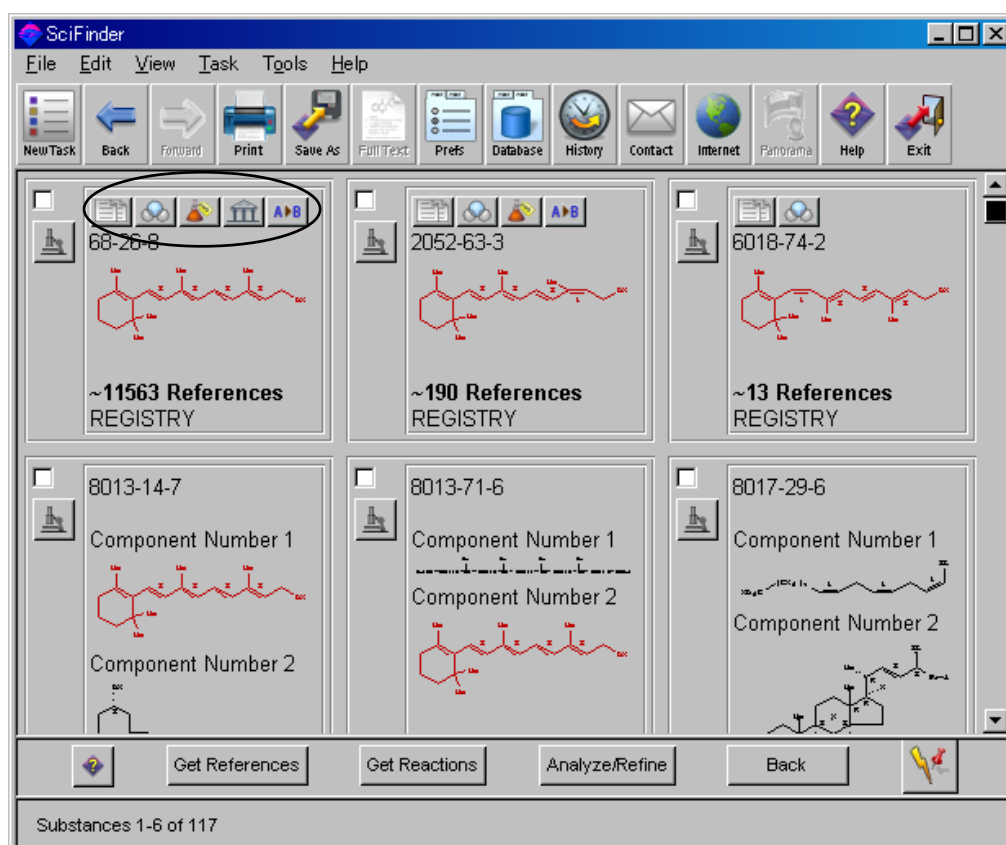 SciFinder
File Edit View Task Tools Help
NewTask Back Forward Print Save As Full Text Prefs Database History Contact Internet Panorama Help Exit
A▶B A▶B
68-26-8 2052-63-3 6018-74-2
~11563 References ~190 References ~13 References
REGISTRY REGISTRY REGISTRY
8013-14-7 8013-71-6 8017-29-6
Component Number 1 Component Number 1 Component Number 1
Component Number 2
Component Number 2
Component Number 2
Get References Get Reactions Analyze/Refine Back
Substances 1-6 of 117